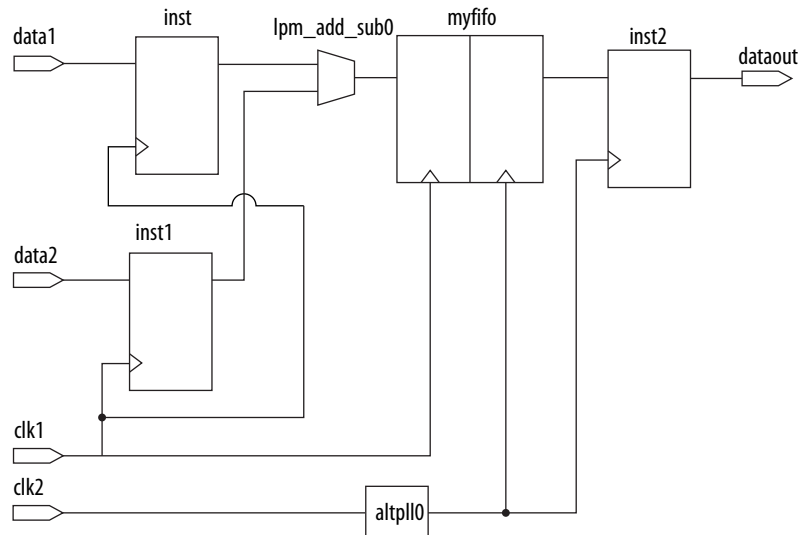 inst
myfifo
lpm_add_sub0
inst2
data1
dataout
inst1
data2
clk1
clk2
altpll0